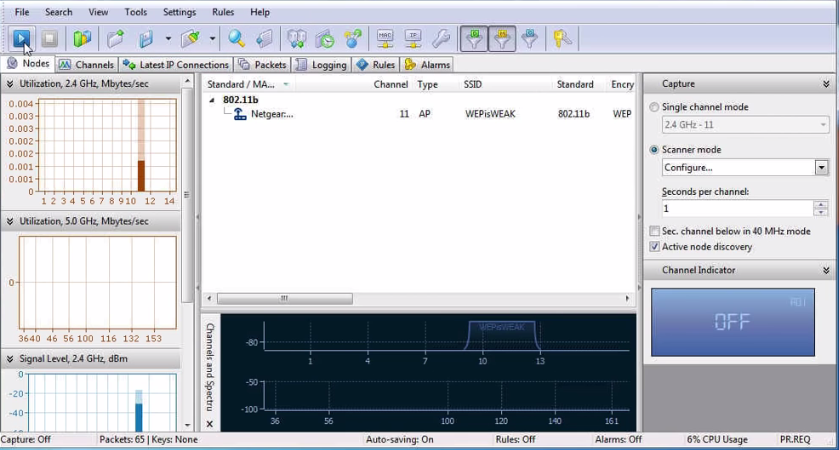 File Search View Tools Settings Rules Help
MAC IP
Nodes Channels Latest IP Connections Packets Logging Rules Alarms
Utilization, 2.4 GHz, Mbytes/sec
0.004
0.003
0.003
0.002
0.002
0.001
0.001
0
1 2 3 4 5 6 7 8 9 10 12 14
Utilization, 5.0 GHz, Mbytes/sec
0
3640 46 56 100 116 132 153
Signal Level, 2.4 GHz, dBm
0
-20
-40
Standard / MA... Channel Type SSID Standard Encry
802.11b
Netgear:... 11 AP WEPisWEAK 802.11b WEP
Channels and Spectru
WEPisWEAK
-80
1 4 7 10 13
-50
-100
36 56 100 120 140 161
Capture
Single channel mode
2.4 GHz - 11
Scanner mode
Configure...
Seconds per channel:
1
Sec. channel below in 40 MHz mode
Active node discovery
Channel Indicator
OFF
Capture: Off Packets: 65 | Keys: None Auto-saving: On Rules: Off Alarms: Off 6% CPU Usage PR.REQ